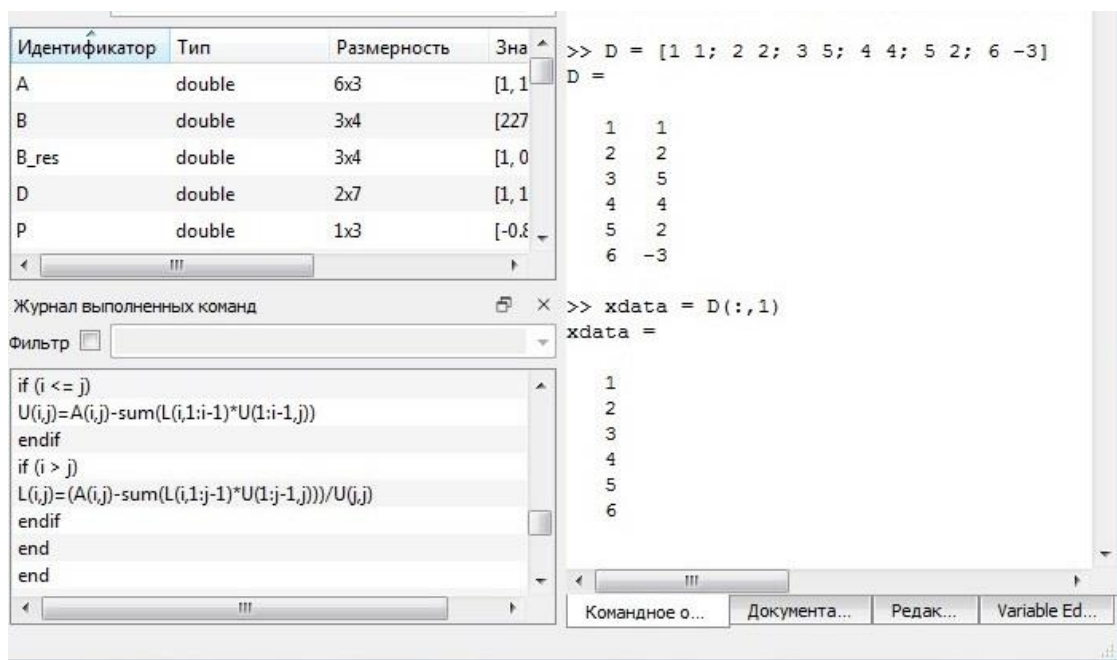 Идентификатор Тип Размерность Зна
A double 6x3 [1, 1
B double 3x4 [227
B_res double 3x4 [1, 0
D double 2x7 [1, 1
P double 1x3 [-0.8
Журнал выполненных команд
Фильтр
if (i <= j)
U(i,j)=A(i,j)-sum(L(i,1:i-1)*U(1:i-1,j))
endif
if (i > j)
L(i,j)=(A(i,j)-sum(L(i,1:j-1)*U(1:j-1,j)))/U(j,j)
endif
end
end
>> D = [1 1; 2 2; 3 5; 4 4; 5 2; 6 -3]
D =
1 1
2 2
3 5
4 4
5 2
6 -3
>> xdata = D(:,1)
xdata =
1
2
3
4
5
6
Командное о... Документа... Редак... Variable Ed...